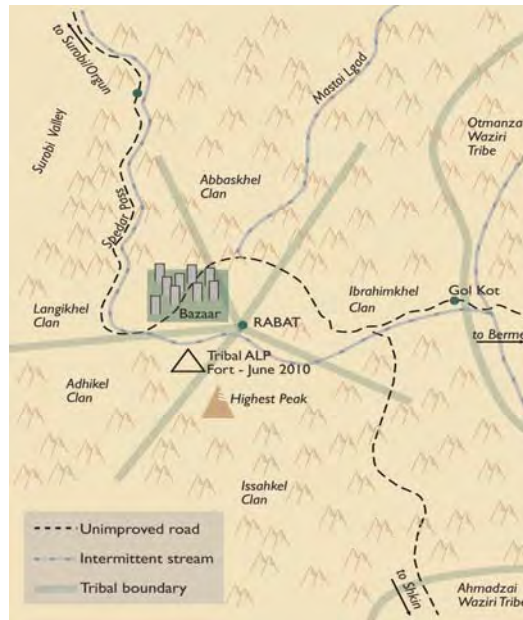 to Surobi/Orgun
Surobi Valley
Spedar Pass
Mastoi Lgad
Otmanzai
Waziri
Tribe
Abbaskhel
Clan
Langikhel
Clan
Bazaar
RABAT
Ibrahimkhel
Clan
Gol Kot
to Bermel
Tribal ALP
Fort - June 2010
Highest Peak
Adhikel
Clan
Issahkel
Clan
to Shkin
Ahmadzai
Waziri Tribe
Unimproved road
Intermittent stream
Tribal boundary